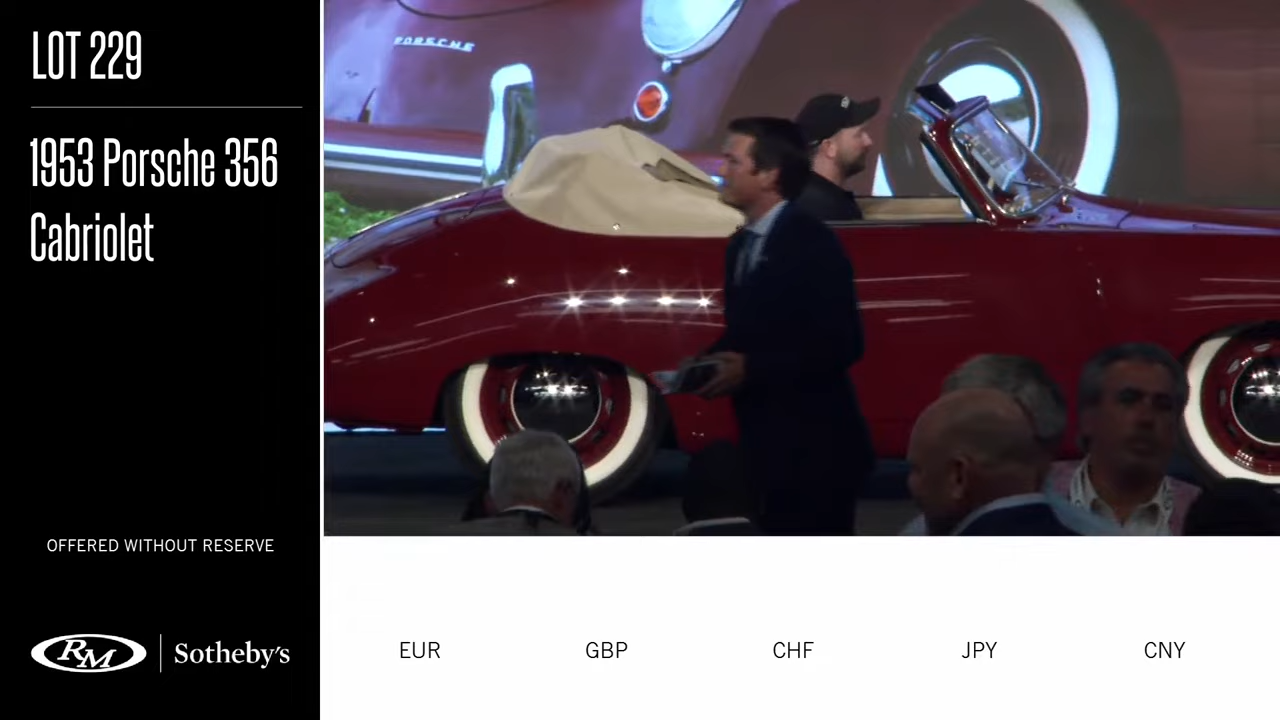 LOT 229
1953 Porsche 356
Cabriolet
OFFERED WITHOUT RESERVE
RM | Sotheby's
PORSCHE
EUR GBP CHF JPY CNY